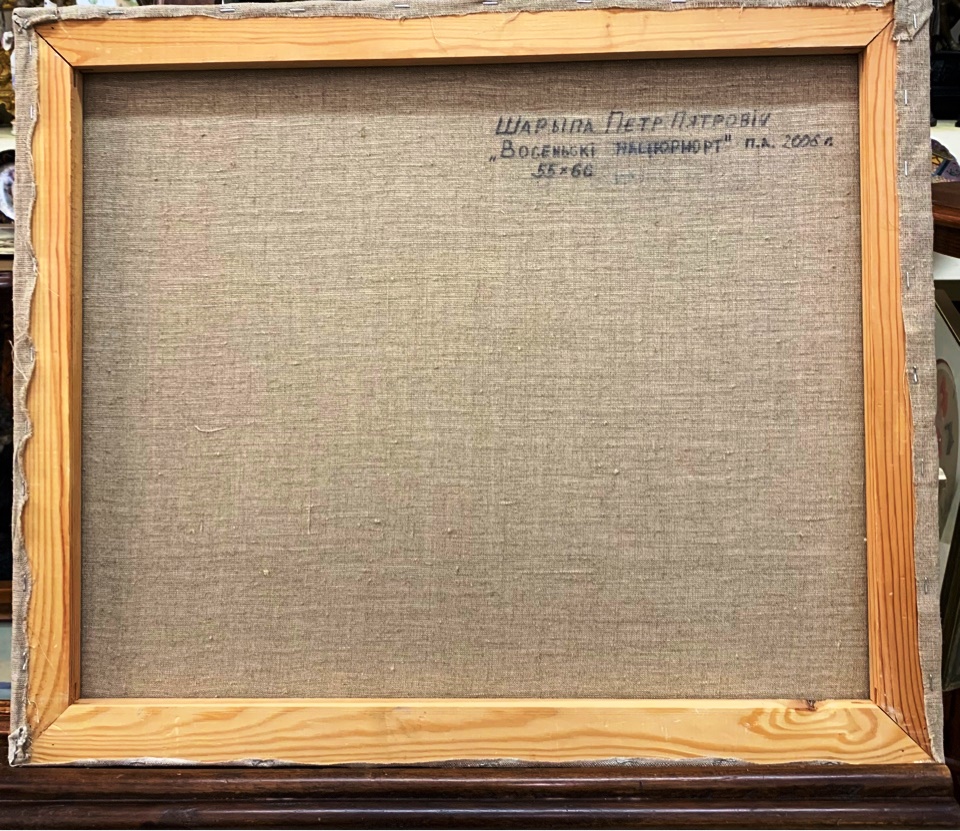 ШАРЫПА ПЕТР ПЯТРОВІЧ
„ВОСЕНЬСКІ НАЦЮРМОРТ" п.а. 2006 г.
55×66